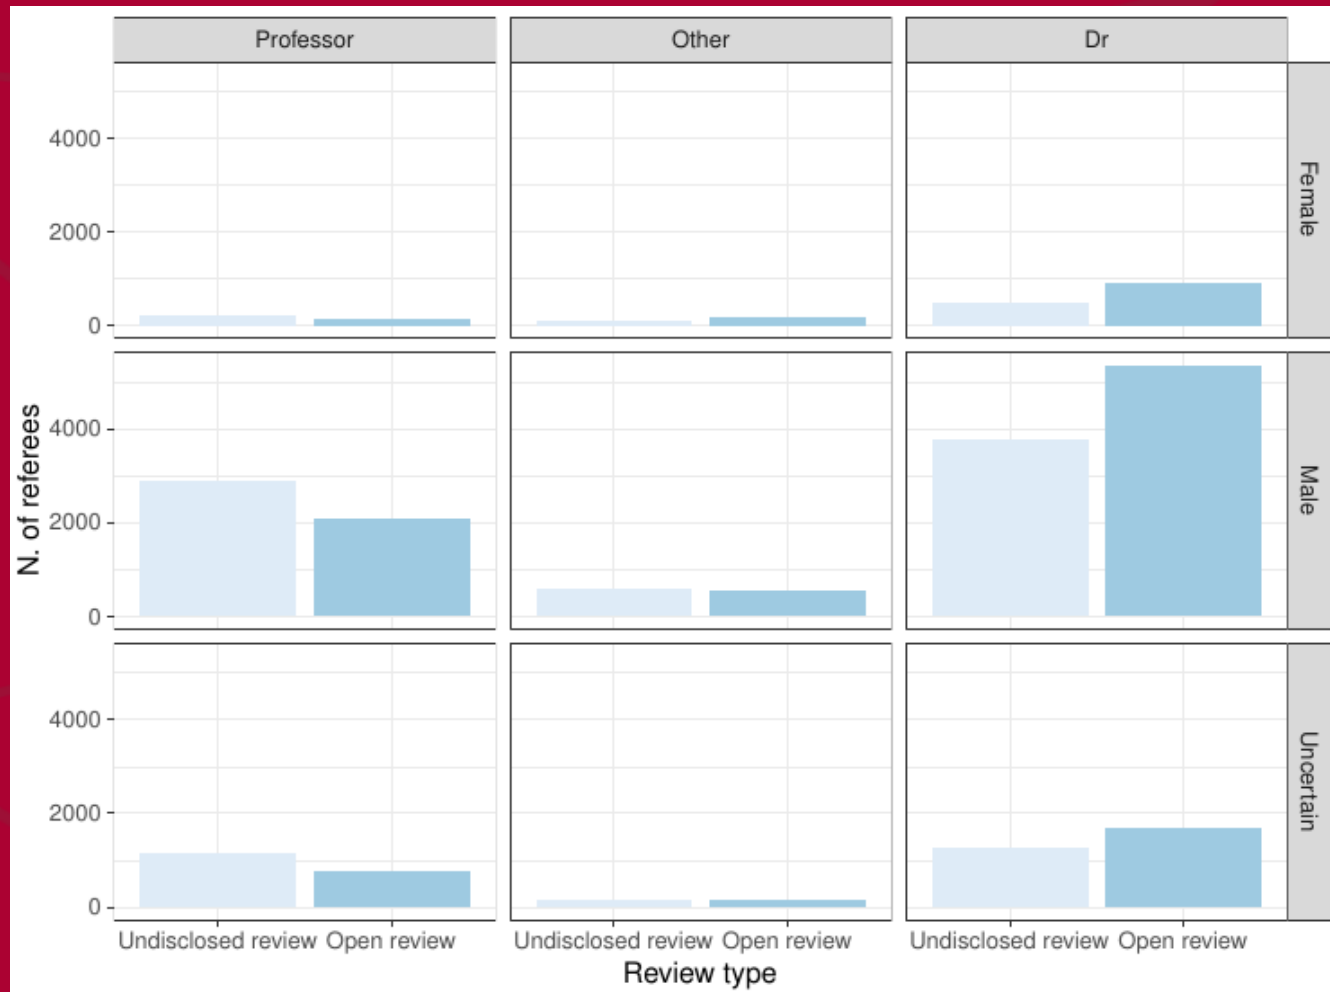 Professor Other Dr
4000
2000
0
Female
N. of referees
4000
2000
0
Male
4000
2000
0
Uncertain
Undisclosed review Open review Undisclosed review Open review Undisclosed review Open review
Review type